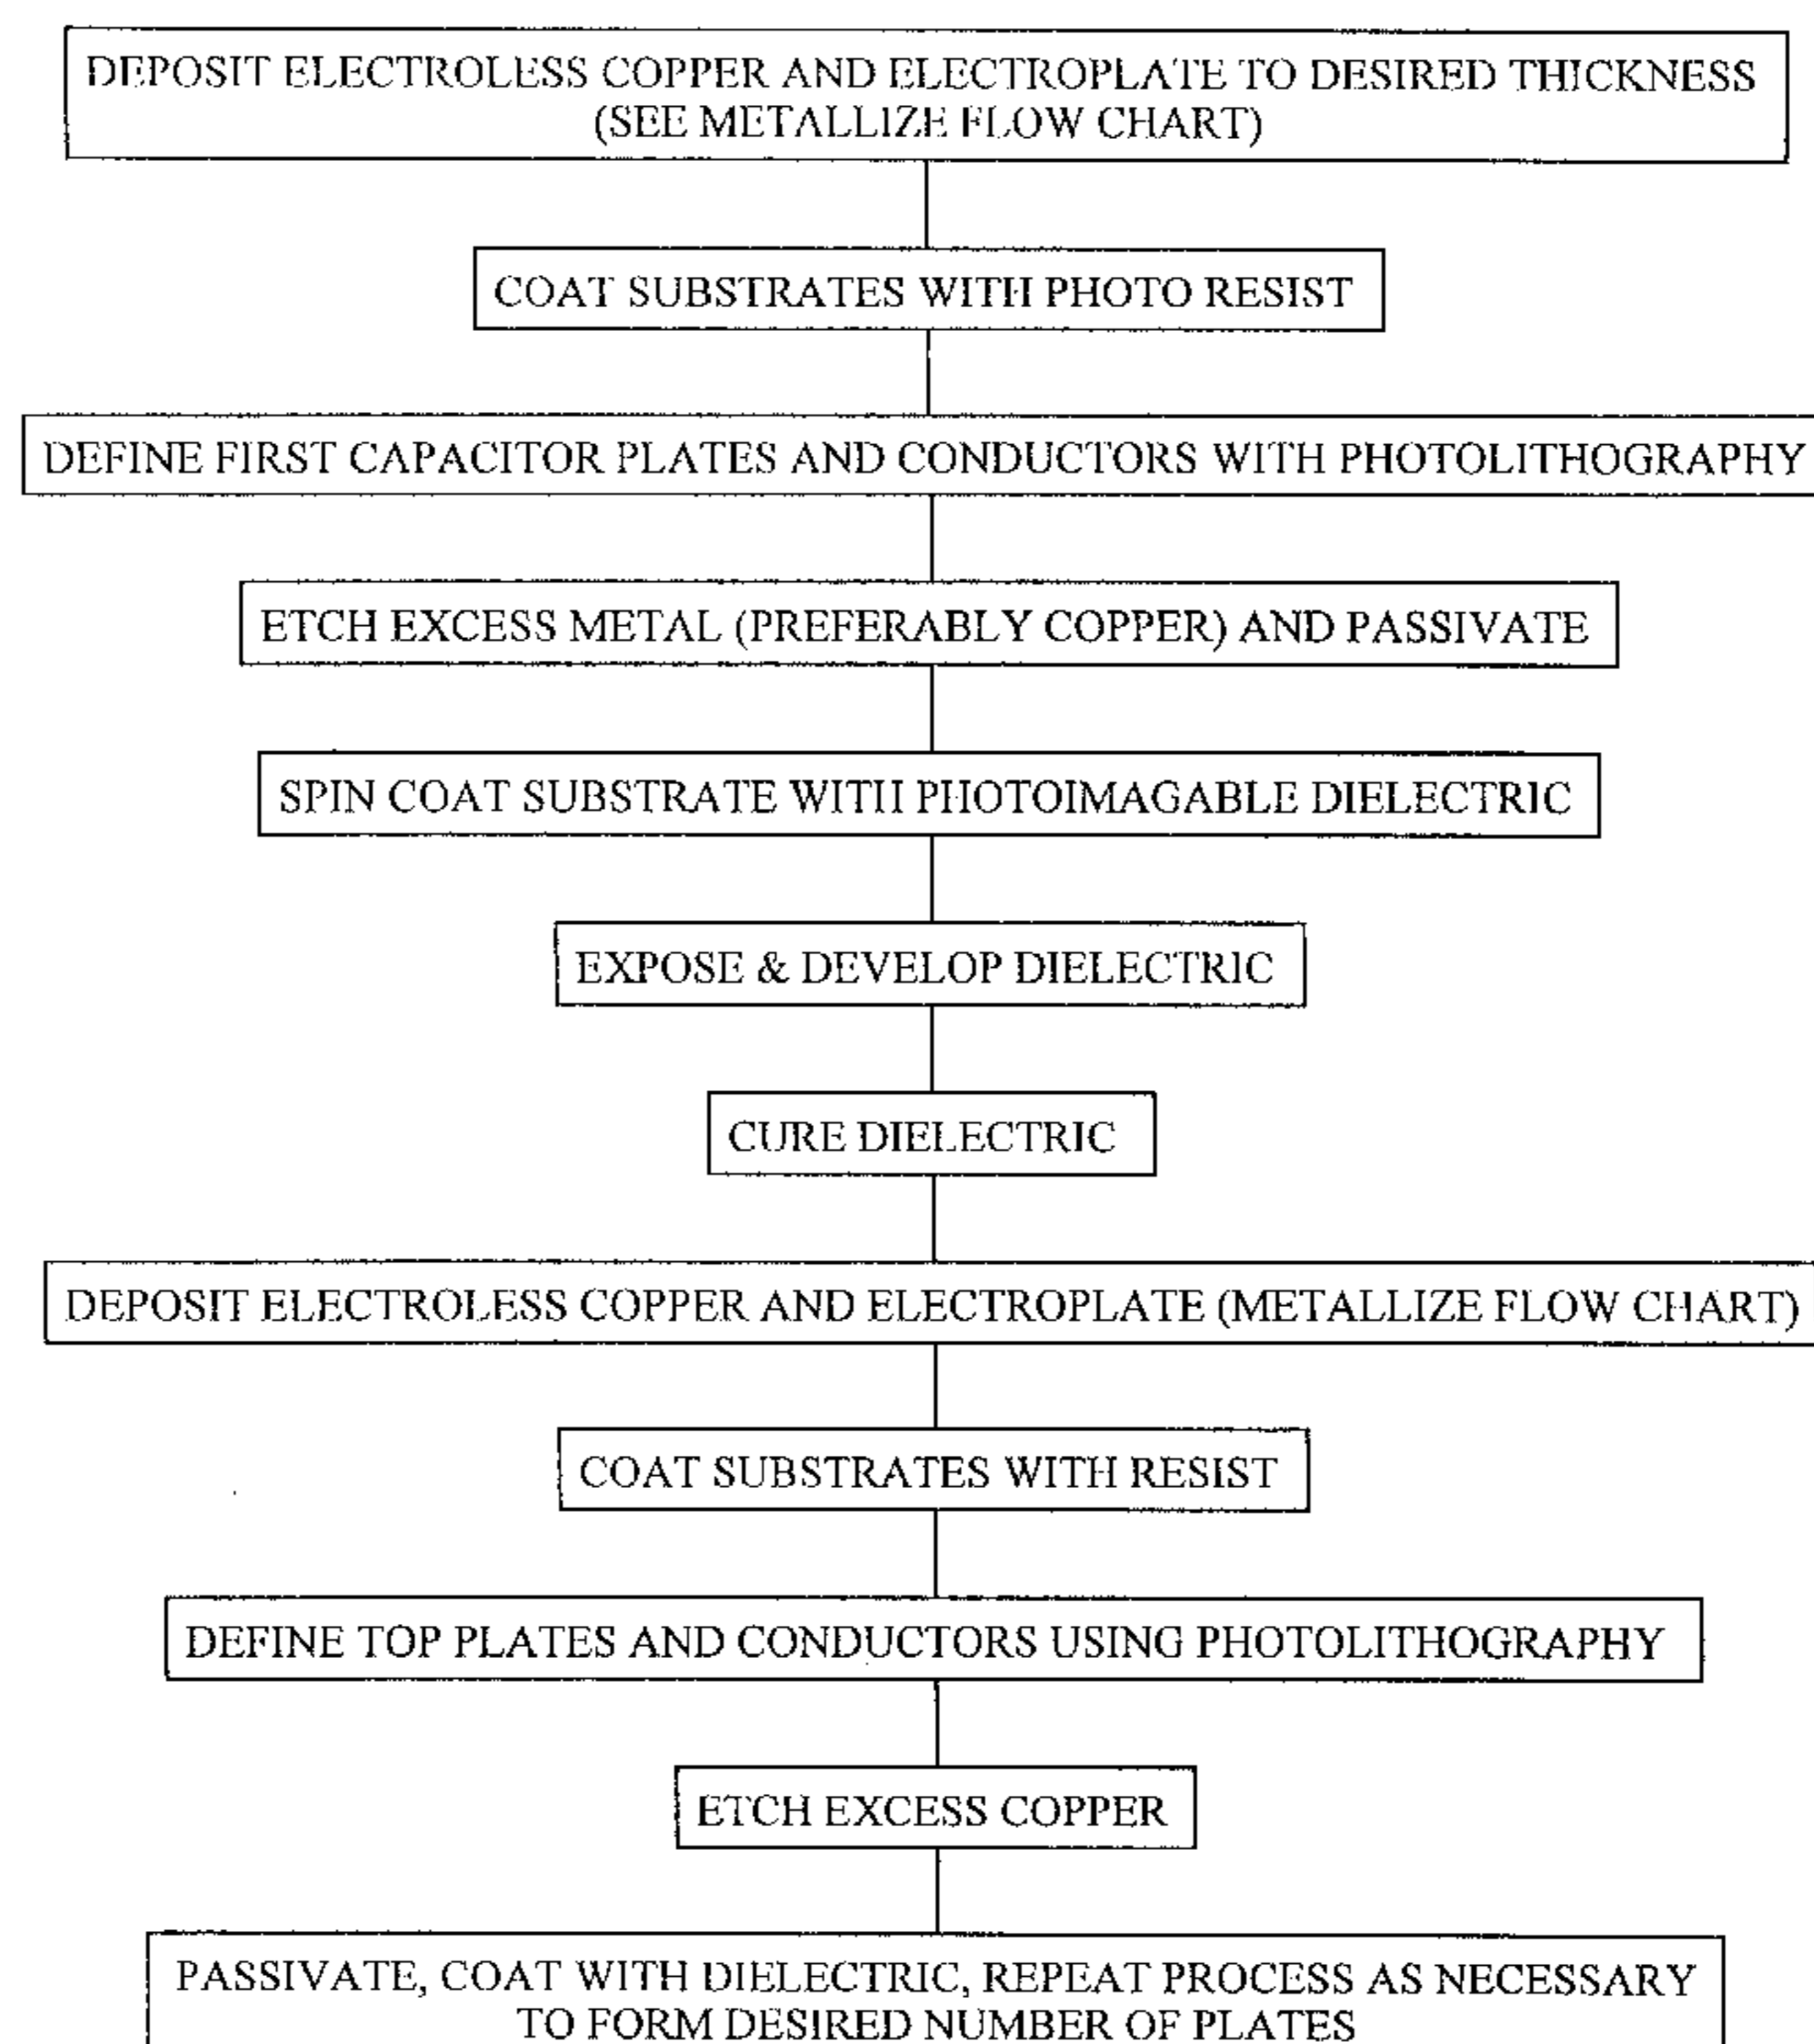 DEPOSIT ELECTROLESS COPPER AND ELECTROPLATE TO DESIRED THICKNESS
(SEE METALLIZE FLOW CHART)
COAT SUBSTRATES WITH PHOTO RESIST
DEFINE FIRST CAPACITOR PLATES AND CONDUCTORS WITH PHOTOLITHOGRAPHY
ETCH EXCESS METAL (PREFERABLY COPPER) AND PASSIVATE
SPIN COAT SUBSTRATE WITH PHOTOIMAGABLE DIELECTRIC
EXPOSE & DEVELOP DIELECTRIC
CURE DIELECTRIC
DEPOSIT ELECTROLESS COPPER AND ELECTROPLATE (METALLIZE FLOW CHART)
COAT SUBSTRATES WITH RESIST
DEFINE TOP PLATES AND CONDUCTORS USING PHOTOLITHOGRAPHY
ETCH EXCESS COPPER
PASSIVATE, COAT WITH DIELECTRIC, REPEAT PROCESS AS NECESSARY
TO FORM DESIRED NUMBER OF PLATES